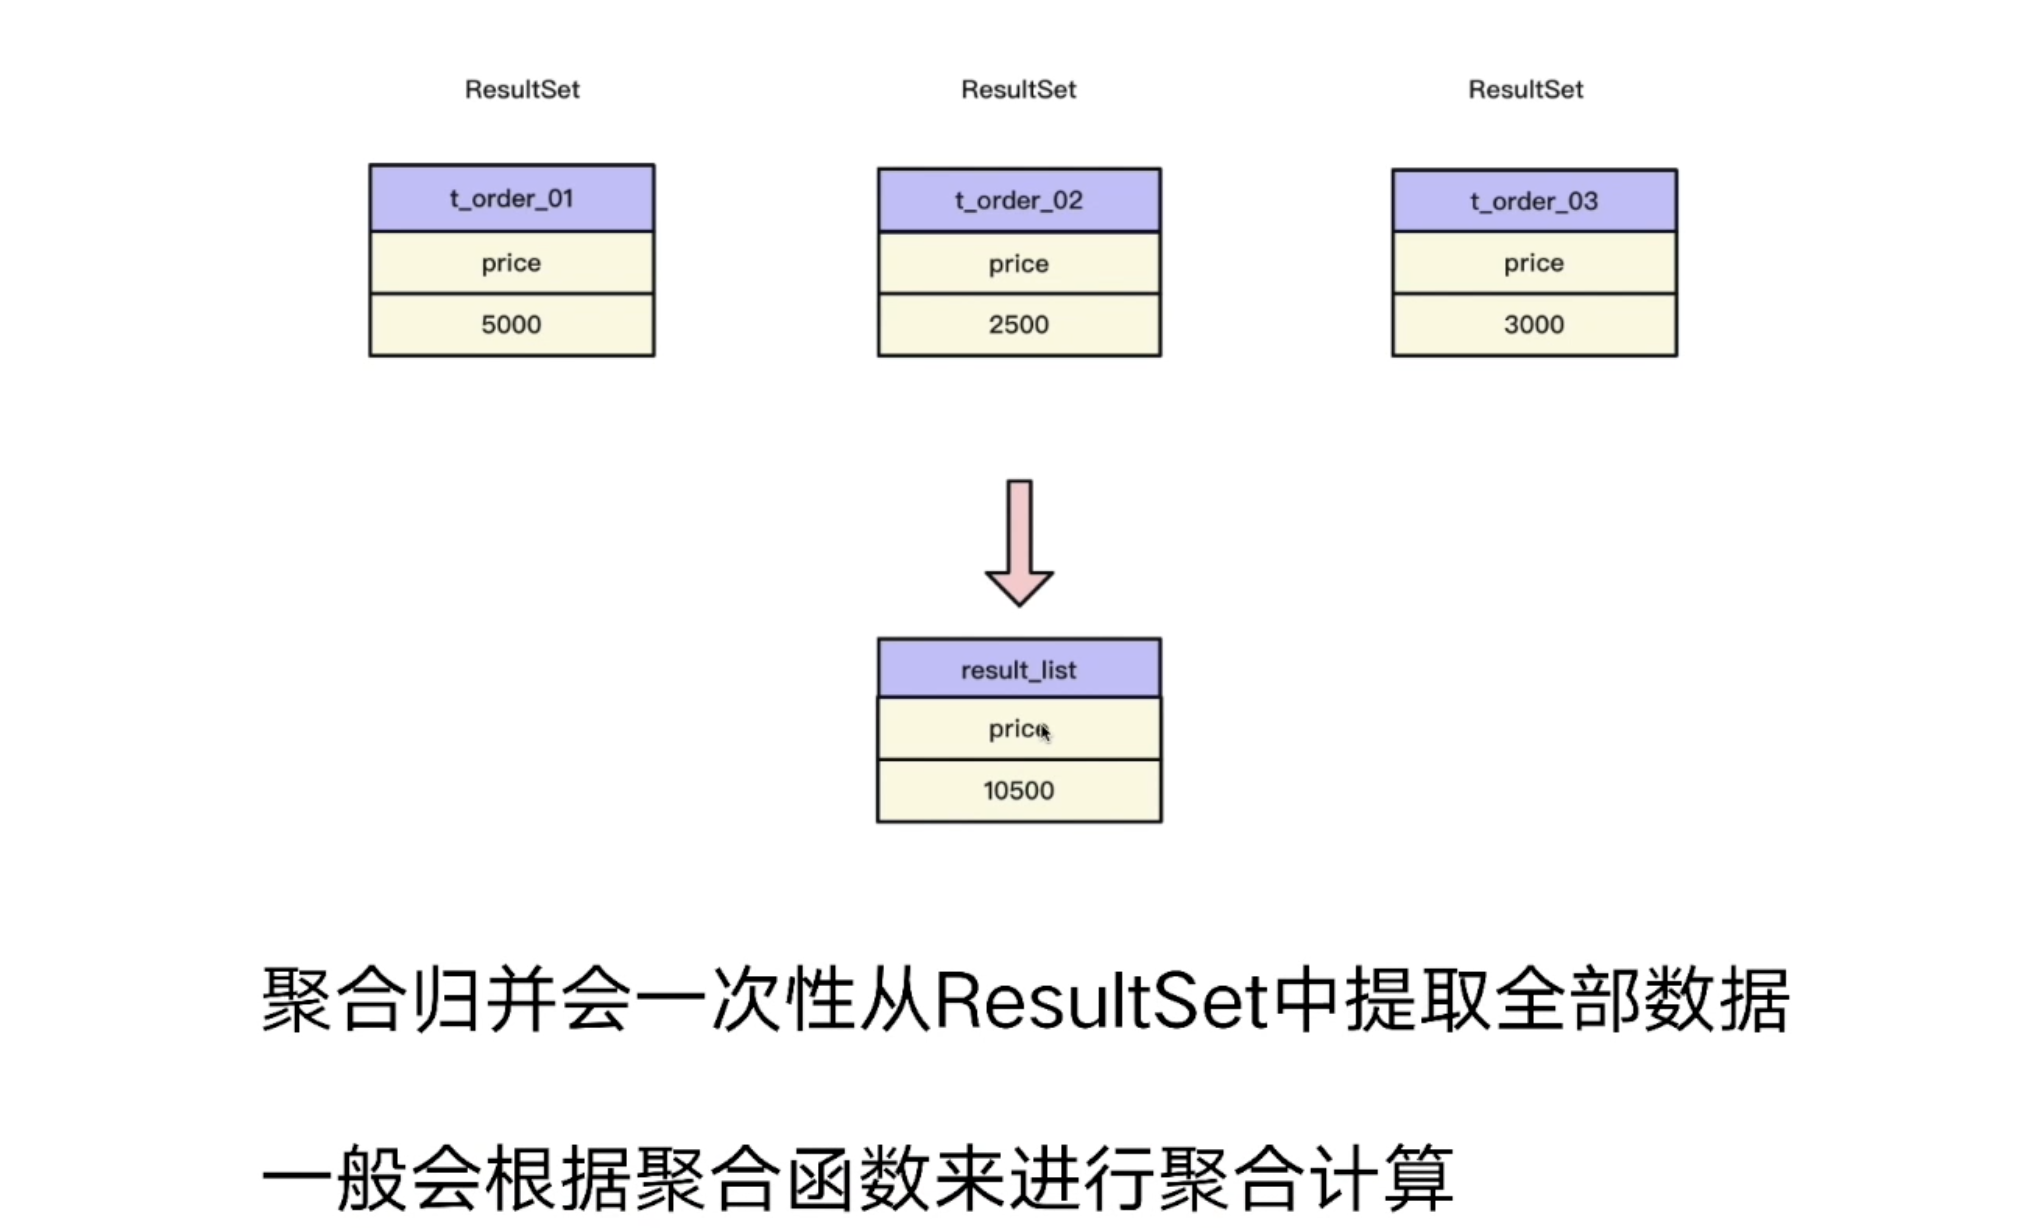 ResultSet
ResultSet
ResultSet
t_order_01
t_order_02
t_order_03
price
price
price
5000
2500
3000
result_list
price
10500
聚合归并会一次性从ResultSet中提取全部数据
一般会根据聚合函数来进行聚合计算